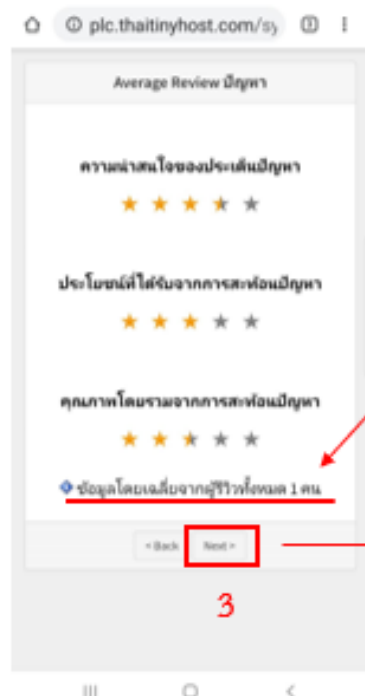 plc.thaitinyhost.com/sy
Average Review ปัญหา
ความน่าสนใจของประเด็นปัญหา
ประโยชน์ที่ได้รับจากการสะท้อนปัญหา
คุณภาพโดยรวมจากการสะท้อนปัญหา
ข้อมูลโดยเฉลี่ยจากผู้รีวิวทั้งหมด 1 คน
< Back Next >
3